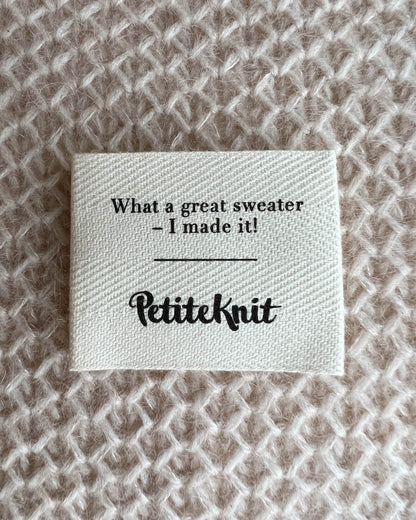 What a great sweater
– I made it!
PetiteKnit